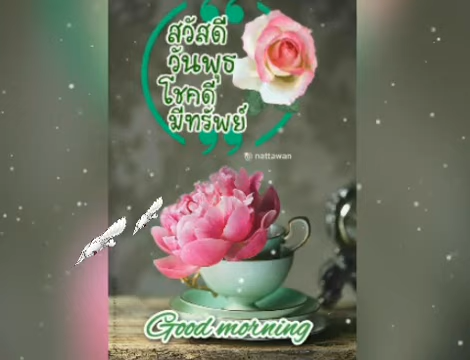 สวัสดี
วันพุธ
โชคดี
มีทรัพย์
nattawan
Good morning